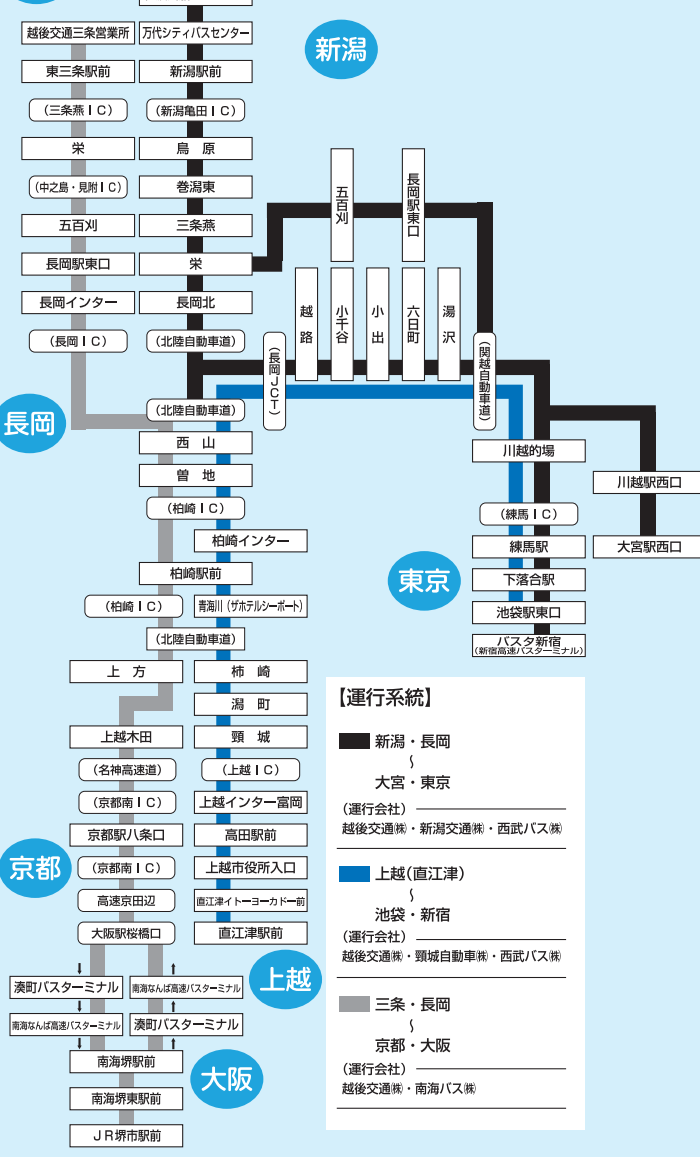 越後交通三条営業所
万代シティバスセンター
新潟
東三条駅前
新潟駅前
(三条燕IC)
(新潟亀田IC)
栄
鳥原
(中之島・見附IC)
巻潟東
五百刈
三条燕
長岡駅東口
栄
長岡インター
長岡北
(長岡IC)
(北陸自動車道)
五百刈
長岡駅東口
越路
小千谷
小出
六日町
湯沢
(長岡JCT)
(関越自動車道)
長岡
(北陸自動車道)
西山
曽地
(柏崎IC)
柏崎インター
柏崎駅前
(柏崎IC)
青海川(ザホテルシーポート)
(北陸自動車道)
上方
柿崎
潟町
上越木田
頸城
(名神高速道)
(上越IC)
(京都南IC)
上越インター富岡
京都駅八条口
高田駅前
京都
(京都南IC)
上越市役所入口
高速京田辺
直江津イトーヨーカドー前
大阪駅桜橋口
直江津駅前
上越
湊町バスターミナル
南海なんば高速バスターミナル
南海なんば高速バスターミナル
湊町バスターミナル
大阪
南海堺駅前
南海堺東駅前
JR堺市駅前
川越的場
川越駅西口
(練馬IC)
練馬駅
大宮駅西口
東京
下落合駅
池袋駅東口
バスタ新宿
(新宿高速バスターミナル)
【運行系統】
新潟・長岡
〜
大宮・東京
(運行会社)
越後交通㈱・新潟交通㈱・西武バス㈱
上越(直江津)
〜
池袋・新宿
(運行会社)
越後交通㈱・頸城自動車㈱・西武バス㈱
三条・長岡
〜
京都・大阪
(運行会社)
越後交通㈱・南海バス㈱